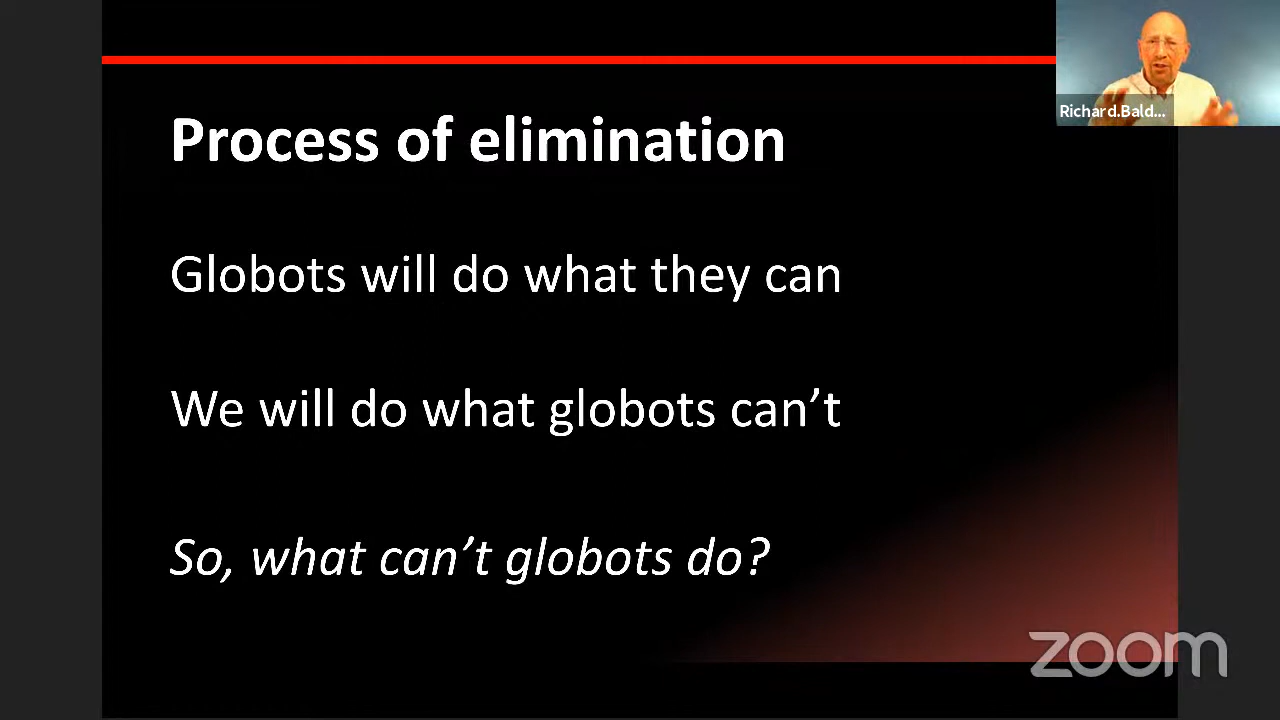 Richard.Bald...
Process of elimination
Globots will do what they can
We will do what globots can’t
So, what can’t globots do?
zoom